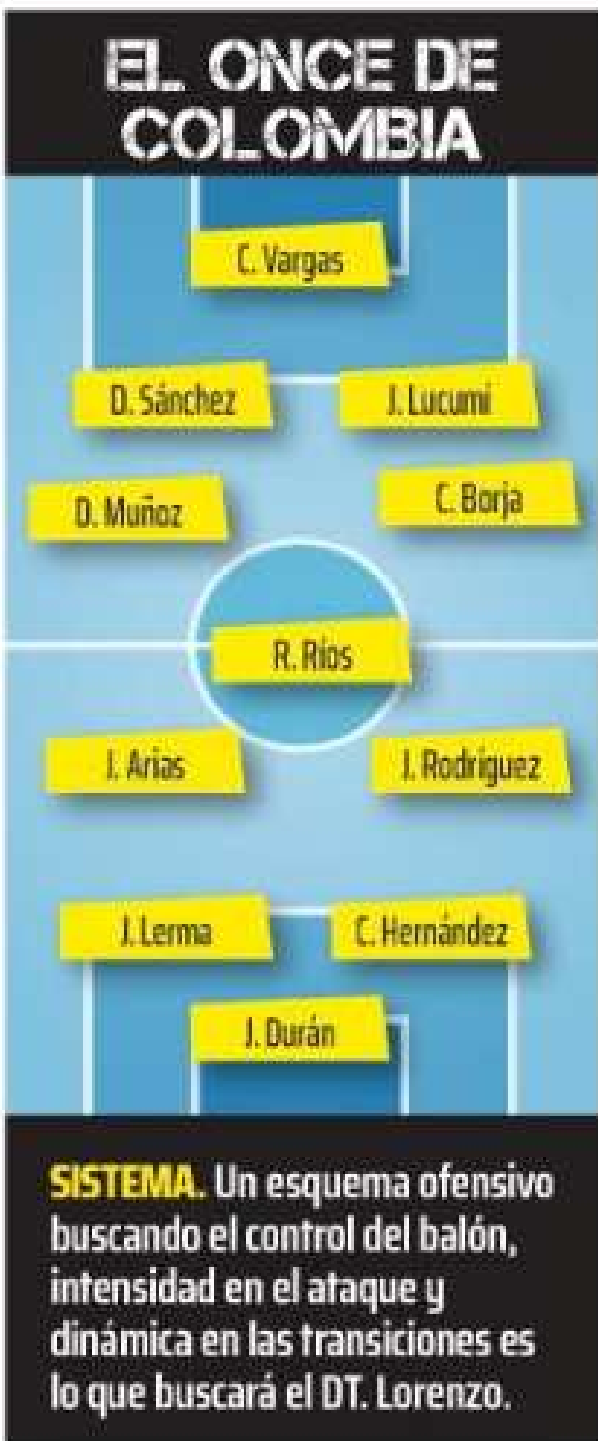 EL ONCE DE
COLOMBIA
C. Vargas
D. Sánchez
J. Lucumí
D. Muñoz
C. Borja
R. Ríos
J. Arias
J. Rodríguez
J. Lerma
C. Hernández
J. Durán
SISTEMA. Un esquema ofensivo
buscando el control del balón,
intensidad en el ataque y
dinámica en las transiciones es
lo que buscará el DT. Lorenzo.